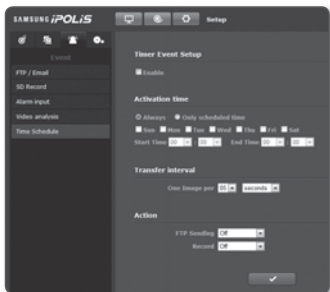 SAMSUNG iPOLiS
Setup
Event
FTP / Email
SD Record
Alarm input
Video analysis
Time Schedule
Timer Event Setup
Enable
Activation time
Always Only scheduled time
Sun Mon Tue Wed Thu Fri Sat
Start Time 00 : 00 End Time 00 : 00
Transfer interval
One Image per 05 seconds
Action
FTP Sending Off
Record Off